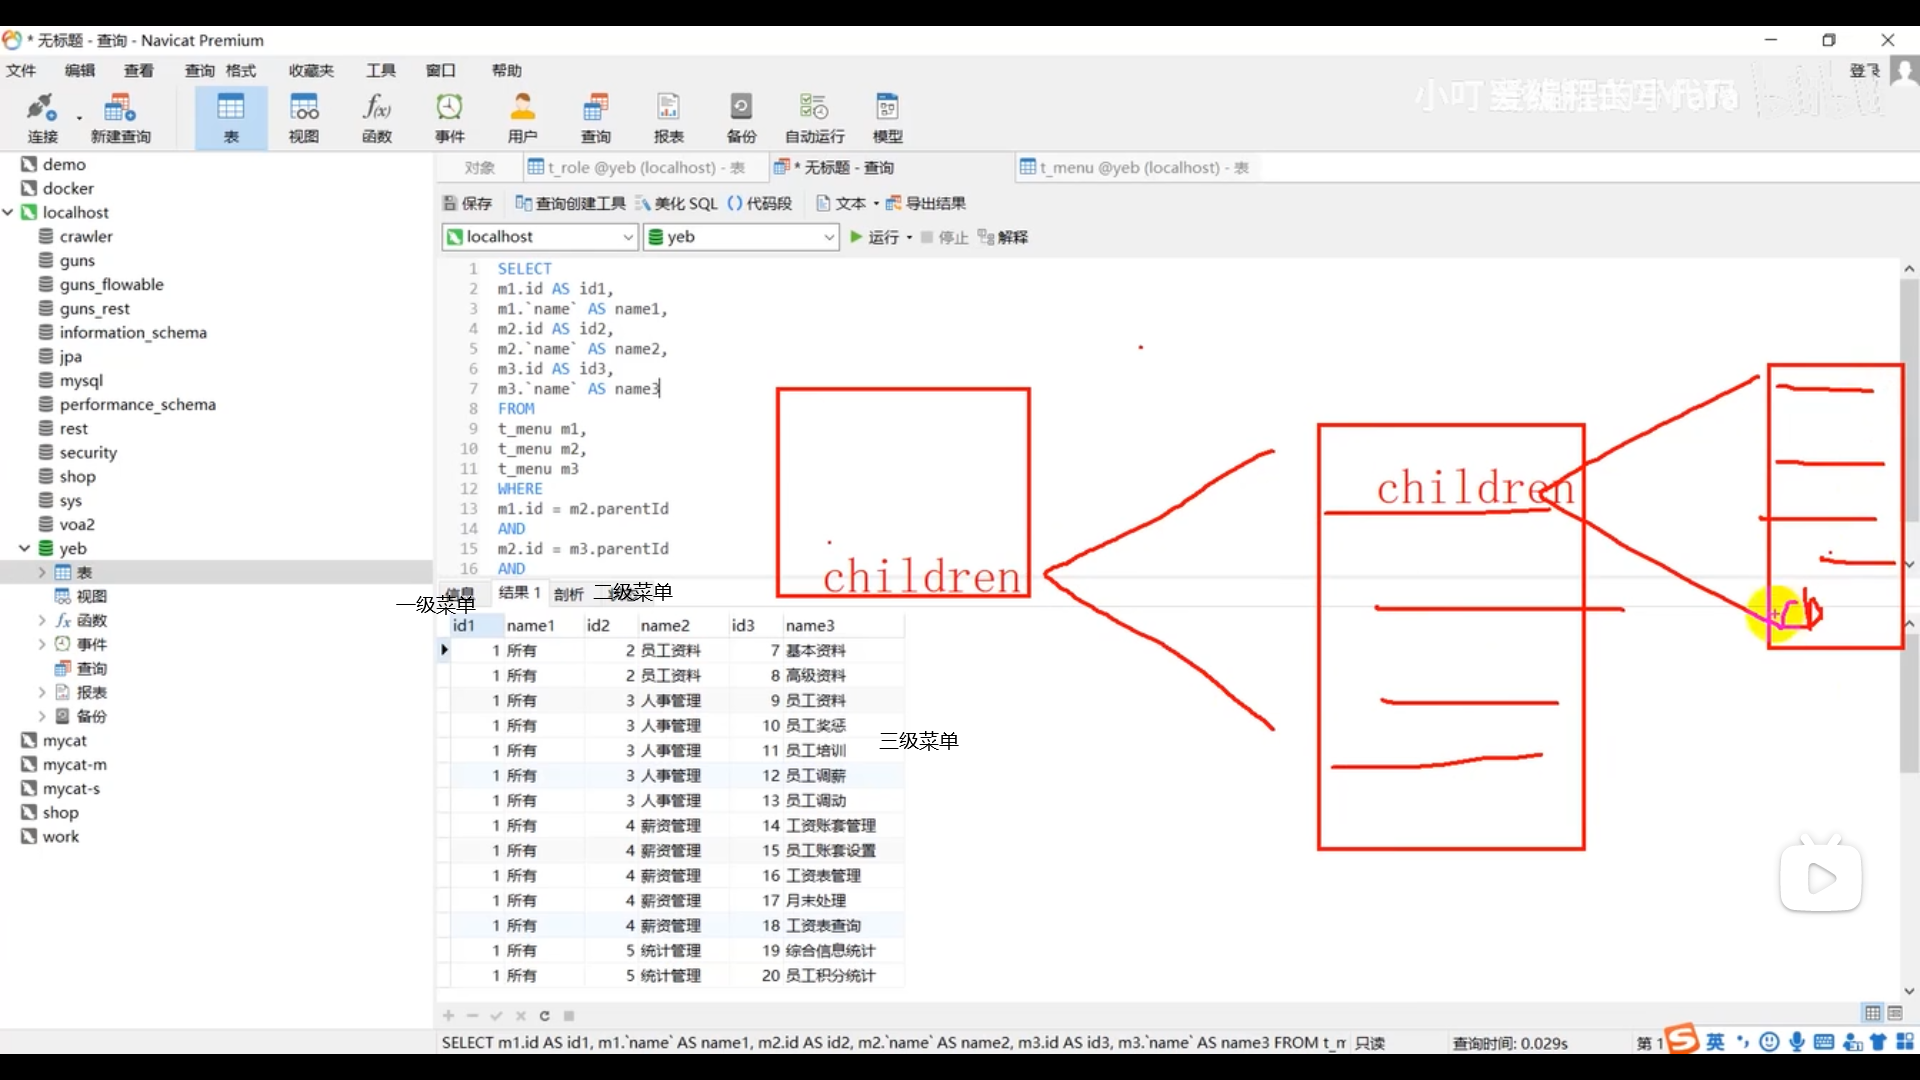 * 无标题 - 查询 - Navicat Premium
文件 编辑 查看 查询 格式 收藏夹 工具 窗口 帮助
登录
连接 新建查询 表 视图 函数 事件 用户 查询 报表 备份 自动运行 模型
对象 t_role @yeb (localhost) - 表 * 无标题 - 查询 t_menu @yeb (localhost) - 表
保存 查询创建工具 美化 SQL () 代码段 文本 导出结果
localhost yeb 运行 停止 解释
demo
docker
localhost
crawler
guns
guns_flowable
guns_rest
information_schema
jpa
mysql
performance_schema
rest
security
shop
sys
voa2
yeb
表
视图
函数
事件
查询
报表
备份
mycat
mycat-m
mycat-s
shop
work
1 SELECT
2 m1.id AS id1,
3 m1.`name` AS name1,
4 m2.id AS id2,
5 m2.`name` AS name2,
6 m3.id AS id3,
7 m3.`name` AS name3
8 FROM
9 t_menu m1,
10 t_menu m2,
11 t_menu m3
12 WHERE
13 m1.id = m2.parentId
14 AND
15 m2.id = m3.parentId
16 AND
children
children
信息 结果 1 剖析
一级菜单
二级菜单
三级菜单
id1 name1 id2 name2 id3 name3
1 所有 2 员工资料 7 基本资料
1 所有 2 员工资料 8 高级资料
1 所有 3 人事管理 9 员工资料
1 所有 3 人事管理 10 员工奖惩
1 所有 3 人事管理 11 员工培训
1 所有 3 人事管理 12 员工调薪
1 所有 3 人事管理 13 员工调动
1 所有 4 薪资管理 14 工资账套管理
1 所有 4 薪资管理 15 员工账套设置
1 所有 4 薪资管理 16 工资表管理
1 所有 4 薪资管理 17 月末处理
1 所有 4 薪资管理 18 工资表查询
1 所有 5 统计管理 19 综合信息统计
1 所有 5 统计管理 20 员工积分统计
SELECT m1.id AS id1, m1.`name` AS name1, m2.id AS id2, m2.`name` AS name2, m3.id AS id3, m3.`name` AS name3 FROM t_m 只读 查询时间: 0.029s 第 1
英